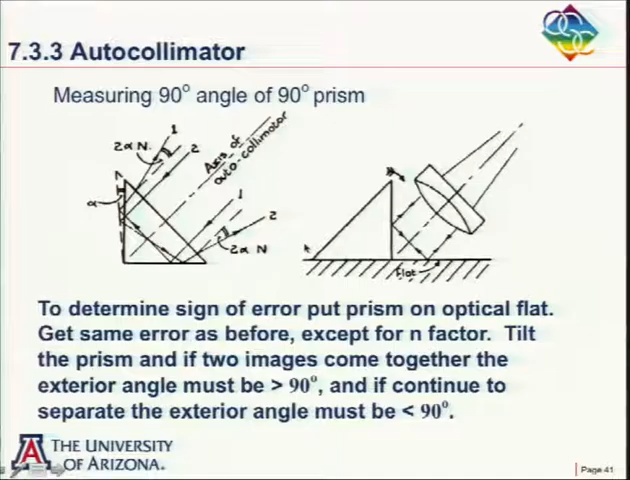 7.3.3 Autocollimator
Measuring 90° angle of 90° prism
2α N
1
2
Axis of
auto-collimator
α
1
2
2α N
Flat
To determine sign of error put prism on optical flat.
Get same error as before, except for n factor. Tilt
the prism and if two images come together the
exterior angle must be > 90°, and if continue to
separate the exterior angle must be < 90°.
A
THE UNIVERSITY
OF ARIZONA.
Page 41